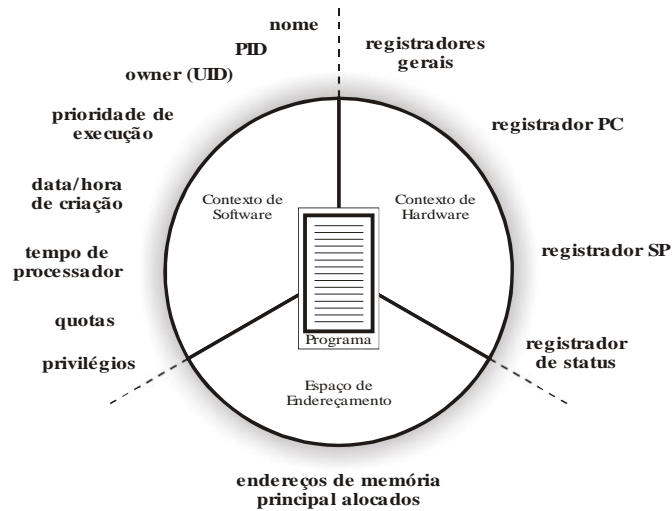 nome
PID
owner (UID)
prioridade de
execução
data/hora
de criação
tempo de
processador
quotas
privilégios
registradores
gerais
registrador PC
registrador SP
registrador
de status
Contexto de
Software
Contexto de
Hardware
Programa
Espaço de
Endereçamento
endereços de memória
principal alocados